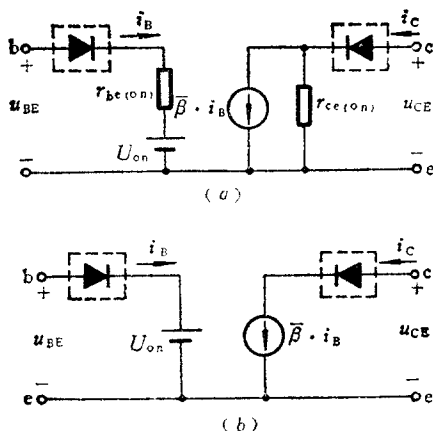 b i_B i_C c
+ r_be(on) β̄·i_B r_ce(on) +
u_BE u_CE
U_on
− −
e
(a)
b i_B i_C c
+ +
u_BE U_on β̄·i_B u_CE
− −
e e
(b)